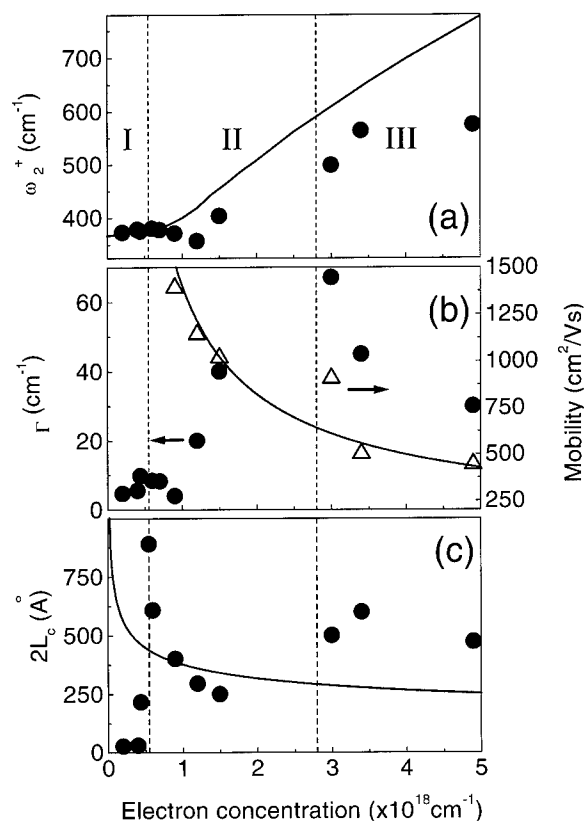 700
600
500
400
ω₂⁺ (cm⁻¹)
I
II
III
(a)
60
40
20
0
Γ (cm⁻¹)
(b)
1500
1250
1000
750
500
250
Mobility (cm²/Vs)
750
500
250
0
2L_c (Å)
(c)
0 1 2 3 4 5
Electron concentration (x10¹⁸cm⁻¹)